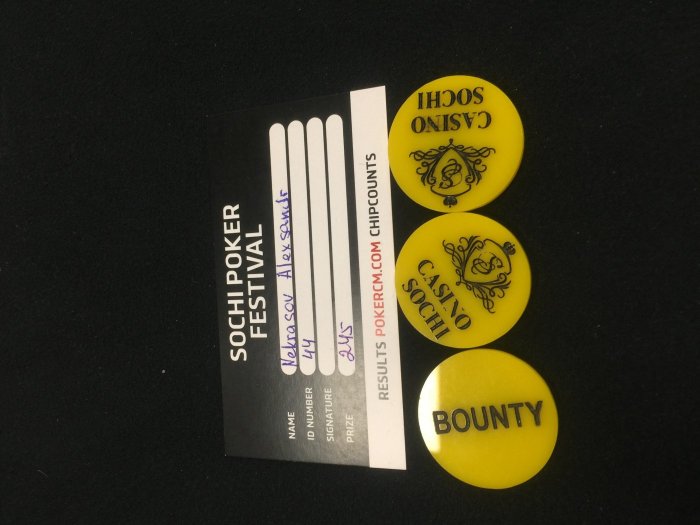 SOCHI POKER
FESTIVAL
NAME Nekrasov Alexsandr
ID NUMBER 44
SIGNATURE
PRIZE 245
RESULTS POKERCM.COM CHIPCOUNTS
CASINO
SOCHI
CASINO
SOCHI
BOUNTY